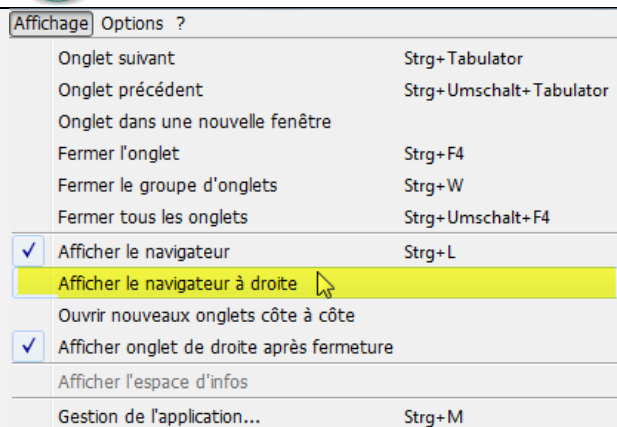 Affichage Options ?
Onglet suivant Strg+Tabulator
Onglet précédent Strg+Umschalt+Tabulator
Onglet dans une nouvelle fenêtre
Fermer l'onglet Strg+F4
Fermer le groupe d'onglets Strg+W
Fermer tous les onglets Strg+Umschalt+F4
Afficher le navigateur Strg+L
Afficher le navigateur à droite
Ouvrir nouveaux onglets côte à côte
Afficher onglet de droite après fermeture
Afficher l'espace d'infos
Gestion de l'application... Strg+M